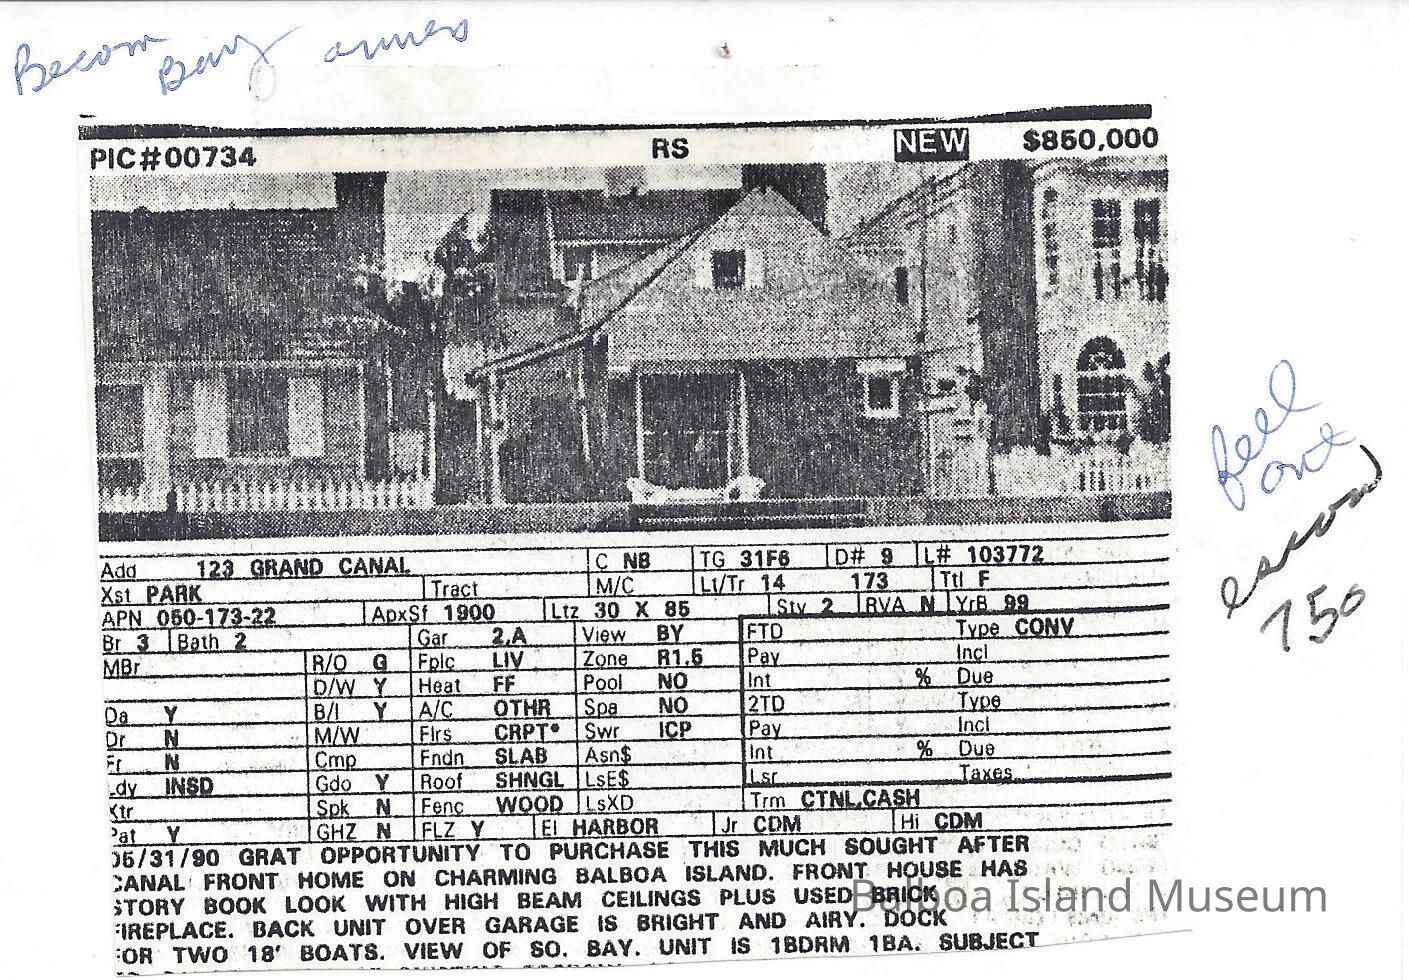 Becom Bay owners
PIC#00734 RS NEW $850,000
Add 123 GRAND CANAL C NB TG 31F6 D# 9 L# 103772
Xst PARK Tract M/C Lt/Tr 14 173 Ttl F
APN 050-173-22 ApxSf 1900 Ltz 30 X 85 Sty 2 RVA N YrB 99
Br 3 Bath 2 Gar 2,A View BY FTD Type CONV
MBr R/O G Fplc LIV Zone R1.5 Pay Incl
D/W Y Heat FF Pool NO Int % Due
Da Y B/I Y A/C OTHR Spa NO 2TD Type
Dr N M/W Flrs CRPT* Swr ICP Pay Incl
Fr N Cmp Fndn SLAB Asn$ Int % Due
Ldy INSD Gdo Y Roof SHNGL LsE$ Lsr Taxes
Xtr Spk N Fenc WOOD LsXD Trm CTNL,CASH
Pat Y GHZ N FLZ Y El HARBOR Jr CDM Hi CDM
05/31/90 GRAT OPPORTUNITY TO PURCHASE THIS MUCH SOUGHT AFTER
CANAL FRONT HOME ON CHARMING BALBOA ISLAND. FRONT HOUSE HAS
STORY BOOK LOOK WITH HIGH BEAM CEILINGS PLUS USED BRICK
FIREPLACE. BACK UNIT OVER GARAGE IS BRIGHT AND AIRY. DOCK
FOR TWO 18' BOATS. VIEW OF SO. BAY. UNIT IS 1BDRM 1BA. SUBJECT
Fell
out
escrow
750
Balboa Island Museum